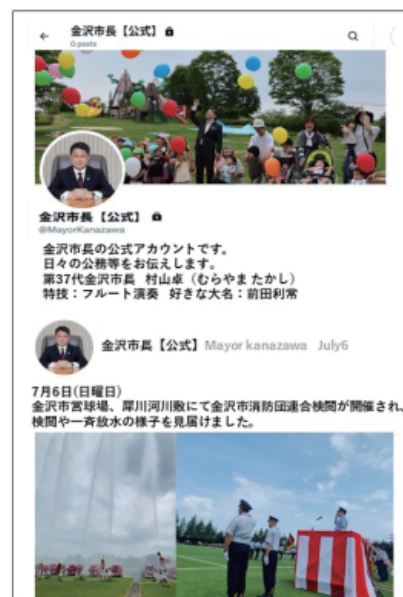 金沢市長【公式】
0 posts
金沢市長【公式】
@MayorKanazawa
金沢市長の公式アカウントです。
日々の公務等をお伝えします。
第37代金沢市長 村山卓（むらやま たかし）
特技：フルート演奏 好きな大名：前田利常
金沢市長【公式】Mayor kanazawa July6
7月6日(日曜日)
金沢市営球場、犀川河川敷にて金沢市消防団連合検閲が開催され、
検閲や一斉放水の様子を見届けました。